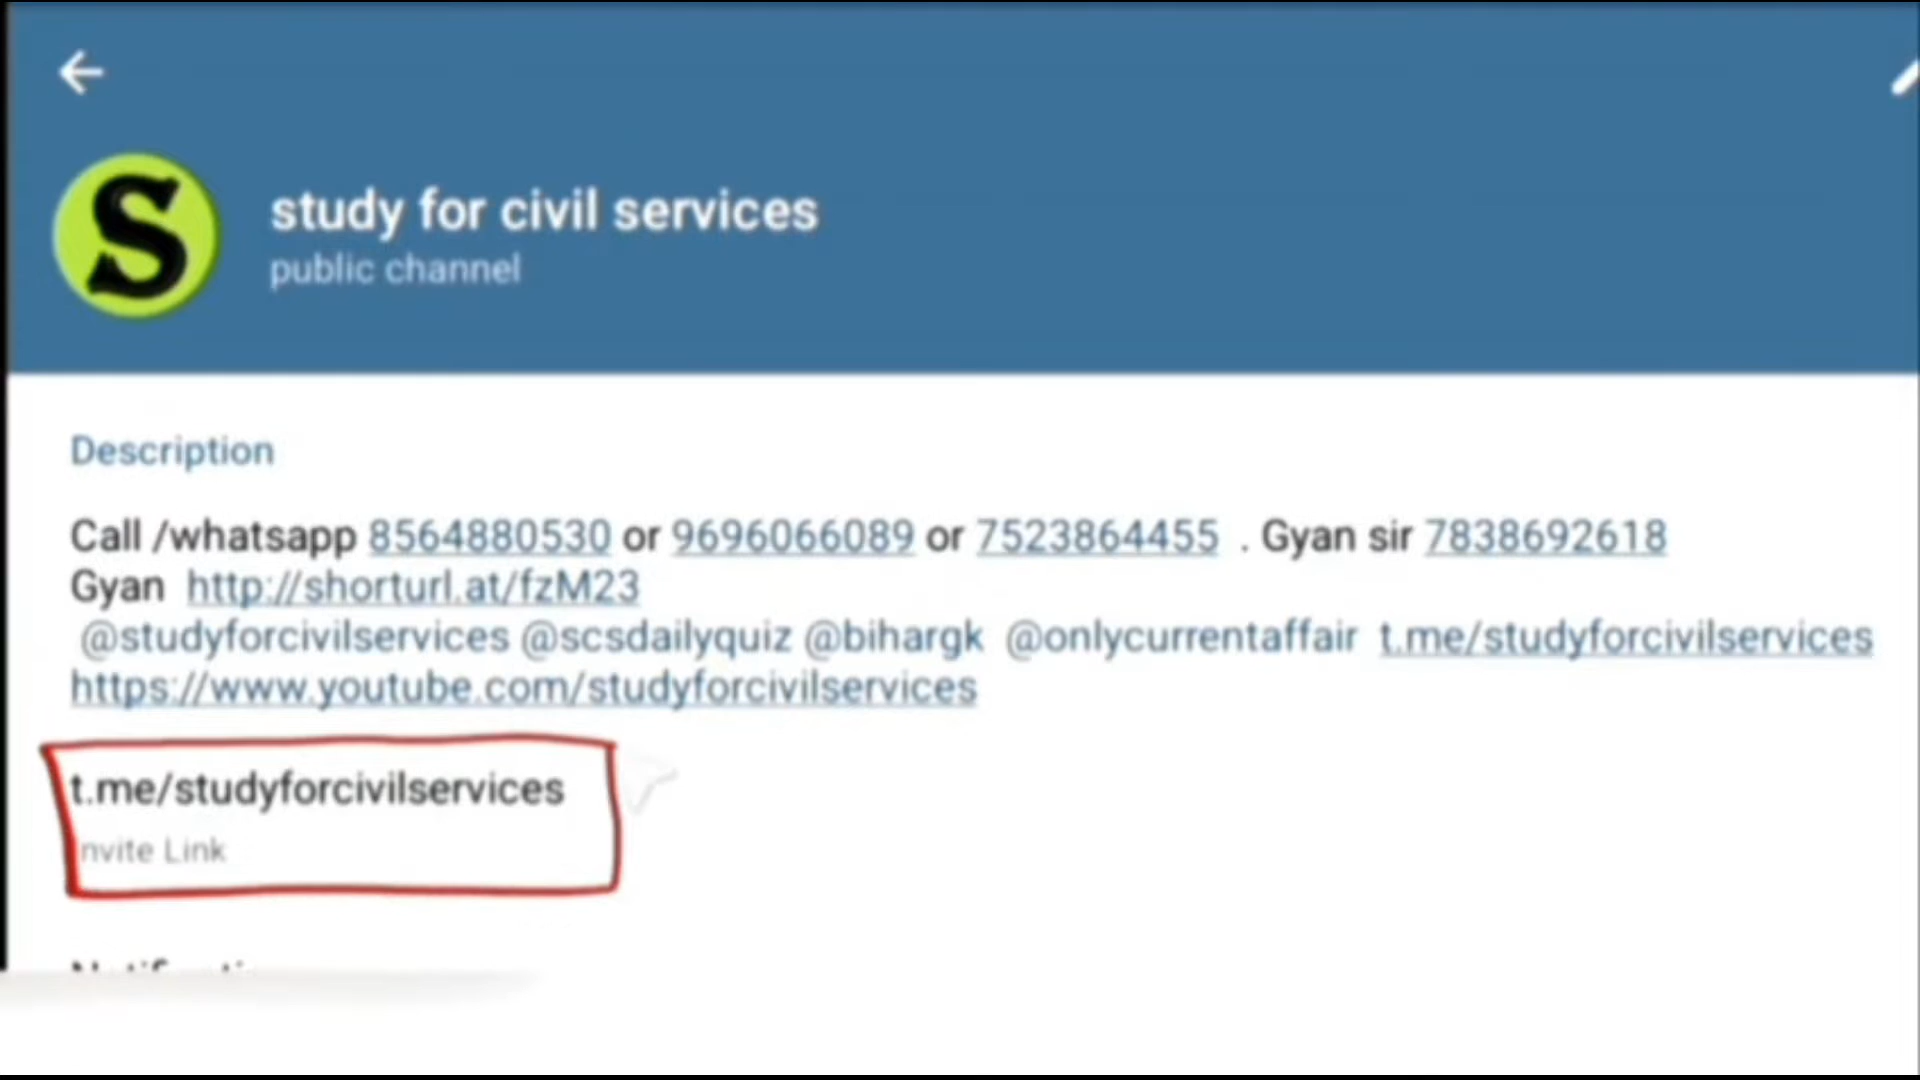 S
study for civil services
public channel
Description
Call /whatsapp 8564880530 or 9696066089 or 7523864455 . Gyan sir 7838692618
Gyan http://shorturl.at/fzM23
@studyforcivilservices @scsdailyquiz @bihargk @onlycurrentaffair t.me/studyforcivilservices
https://www.youtube.com/studyforcivilservices
t.me/studyforcivilservices
nvite Link